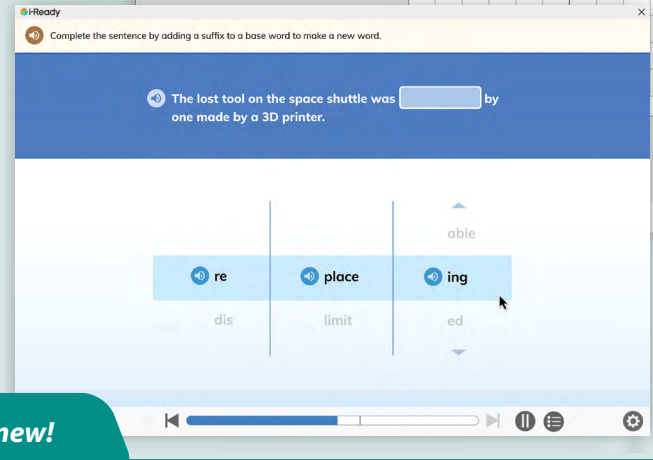 i-Ready
Complete the sentence by adding a suffix to a base word to make a new word.
The lost tool on the space shuttle was by
one made by a 3D printer.
able
re place ing
dis limit ed
new!